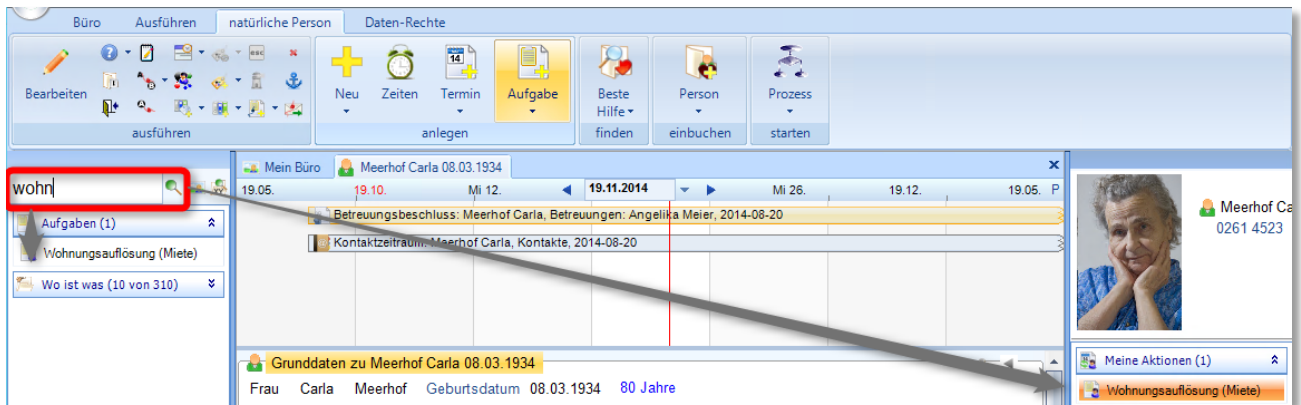 Büro Ausführen natürliche Person Daten-Rechte
esc
14
Bearbeiten Neu Zeiten Termin Aufgabe Beste Hilfe Person Prozess
ausführen anlegen finden einbuchen starten
wohn
Mein Büro Meerhof Carla 08.03.1934
19.05. 19.10. Mi 12. 19.11.2014 Mi 26. 19.12. 19.05. P
Aufgaben (1)
Wohnungsauflösung (Miete)
Wo ist was (10 von 310)
Betreuungsbeschluss: Meerhof Carla, Betreuungen: Angelika Meier, 2014-08-20
Kontaktzeitraum: Meerhof Carla, Kontakte, 2014-08-20
Grunddaten zu Meerhof Carla 08.03.1934
Frau Carla Meerhof Geburtsdatum 08.03.1934 80 Jahre
Meerhof Ca
0261 4523
Meine Aktionen (1)
Wohnungsauflösung (Miete)